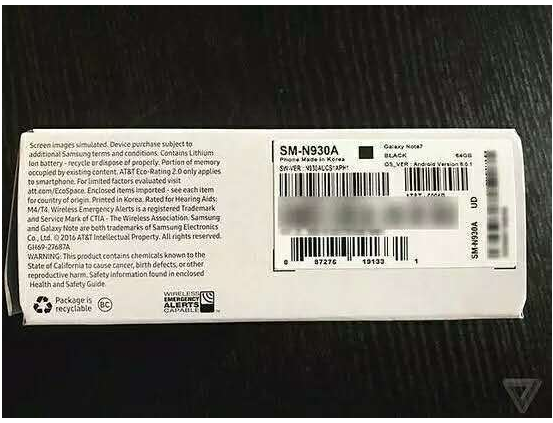 Screen images simulated. Device purchase subject to
additional Samsung terms and conditions. Contains Lithium
Ion battery - recycle or dispose of properly. Portion of memory
occupied by existing content. AT&T Eco-Rating 2.0 only applies
to smartphone. For limited factors evaluated visit
att.com/EcoSpace. Enclosed items imported - see each item
for country of origin. Printed in Korea. Rated for Hearing Aids:
M4/T4. Wireless Emergency Alerts is a registered Trademark
and Service Mark of CTIA - The Wireless Association. Samsung
and Galaxy Note are both trademarks of Samsung Electronics
Co., Ltd. © 2016 AT&T Intellectual Property. All rights reserved.
GH69-27687A
WARNING: This product contains chemicals known to the
State of California to cause cancer, birth defects, or other
reproductive harm. Safety information found in enclosed
Health and Safety Guide.
Package is
recyclable
BC
WIRELESS
EMERGENCY
ALERTS
CAPABLE
TM
SM-N930A
Phone Made in Korea
Galaxy Note7
BLACK 64GB
OS_VER : Android Version 6.0.1
SW-VER : N930AUCS1APH1
8 87276 19133 1
SM-N930A UD